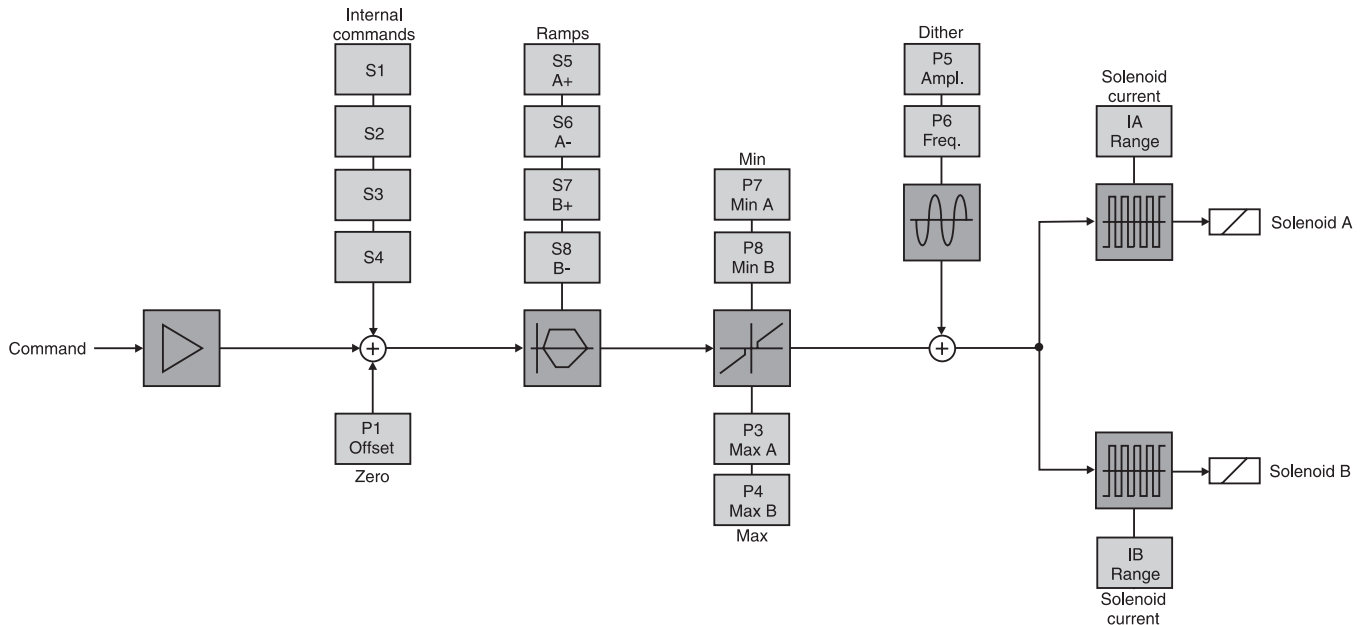 Internal
commands
S1
S2
S3
S4
Ramps
S5
A+
S6
A-
S7
B+
S8
B-
Min
P7
Min A
P8
Min B
Dither
P5
Ampl.
P6
Freq.
Solenoid
current
IA
Range
Solenoid A
Command
+
+
P1
Offset
Zero
P3
Max A
P4
Max B
Max
Solenoid B
IB
Range
Solenoid
current